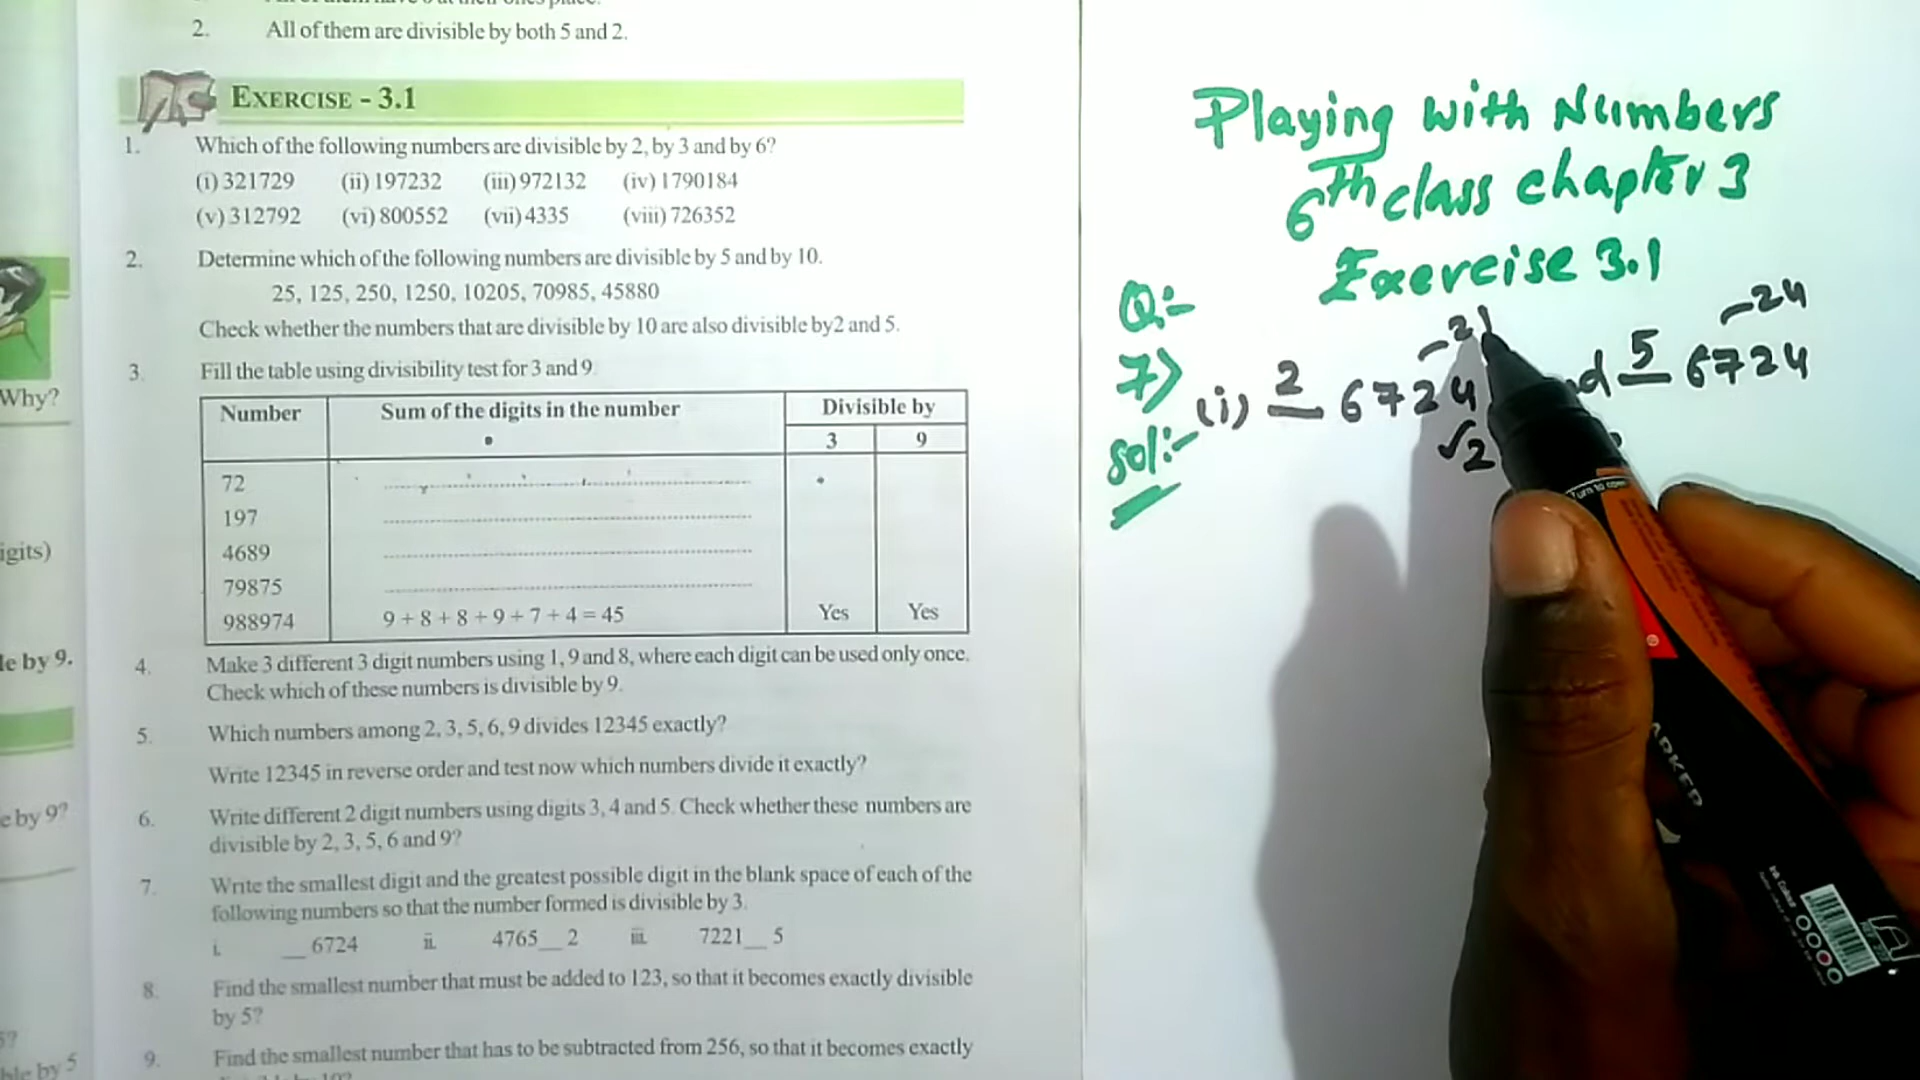 2. All of them are divisible by both 5 and 2.
EXERCISE - 3.1
1. Which of the following numbers are divisible by 2, by 3 and by 6?
(i) 321729 (ii) 197232 (iii) 972132 (iv) 1790184
(v) 312792 (vi) 800552 (vii) 4335 (viii) 726352
2. Determine which of the following numbers are divisible by 5 and by 10.
25, 125, 250, 1250, 10205, 70985, 45880
Check whether the numbers that are divisible by 10 are also divisible by2 and 5.
3. Fill the table using divisibility test for 3 and 9
Number Sum of the digits in the number Divisible by
3 9
72
197
4689
79875
988974 9 + 8 + 8 + 9 + 7 + 4 = 45 Yes Yes
4. Make 3 different 3 digit numbers using 1, 9 and 8, where each digit can be used only once.
Check which of these numbers is divisible by 9.
5. Which numbers among 2, 3, 5, 6, 9 divides 12345 exactly?
Write 12345 in reverse order and test now which numbers divide it exactly?
6. Write different 2 digit numbers using digits 3, 4 and 5. Check whether these numbers are
divisible by 2, 3, 5, 6 and 9?
7. Write the smallest digit and the greatest possible digit in the blank space of each of the
following numbers so that the number formed is divisible by 3.
i. __ 6724 ii. 4765 __ 2 iii. 7221 __ 5
8. Find the smallest number that must be added to 123, so that it becomes exactly divisible
by 5?
9. Find the smallest number that has to be subtracted from 256, so that it becomes exactly
Why?
igits)
le by 9.
e by 9?
ble by 5
Playing with Numbers
6th class chapter 3
Exercise 3.1
Q:-
7) (i) 2 6724 5 6724
-21 -24
√2
Sol:-
MARKER